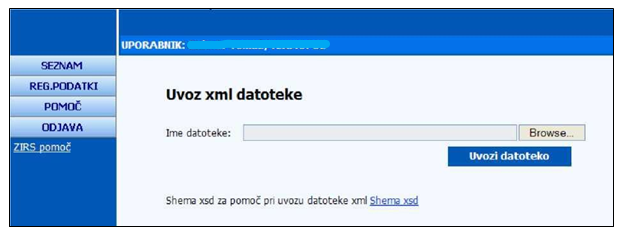 UPORABNIK:
SEZNAM
REG.PODATKI
POMOČ
ODJAVA
ZIRS pomoč
Uvoz xml datoteke
Ime datoteke:
Browse...
Uvozi datoteko
Shema xsd za pomoč pri uvozu datoteke xml Shema xsd